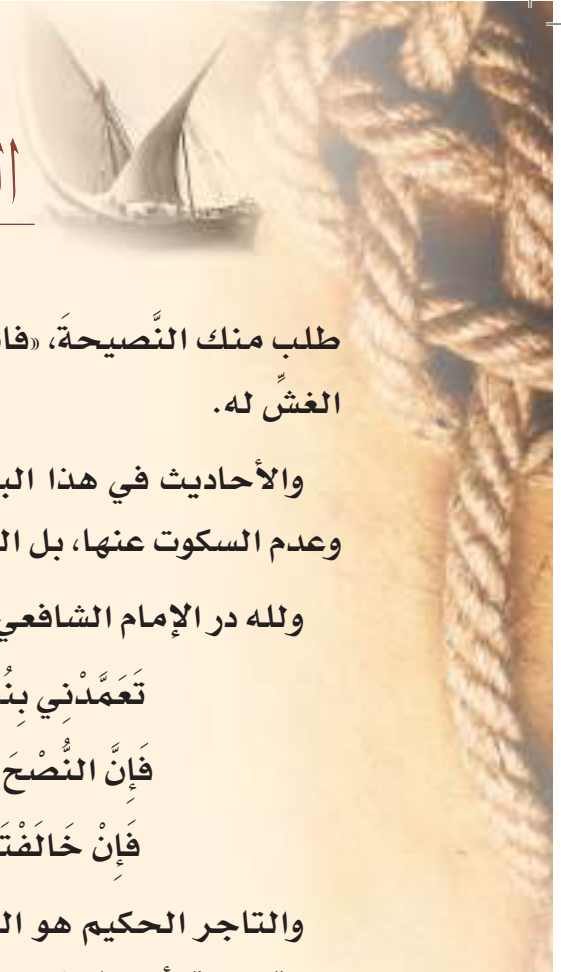 طلب منك النَّصيحةَ، «فا
الغشِّ له.
والأحاديث في هذا الب
وعدم السكوت عنها، بل ال
ولله در الإمام الشافعي
تَعَمَّدْنِي بِنُ
فَإِنَّ النُّصْحَ
فَإِنْ خَالَفْتَ
والتاجر الحكيم هو ال